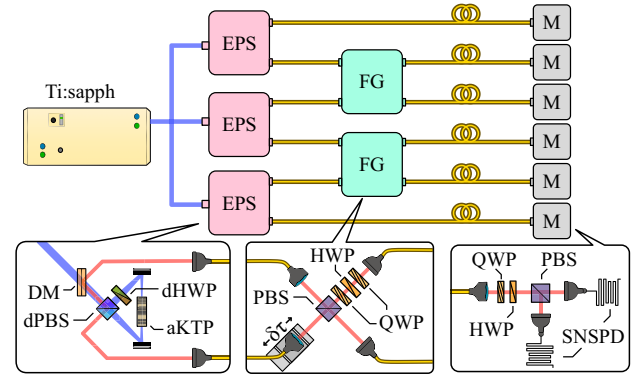 Ti:sapph
EPS
EPS
EPS
FG
FG
M
M
M
M
M
M
DM
dPBS
dHWP
aKTP
HWP
PBS
QWP
δτ
QWP
PBS
HWP
SNSPD